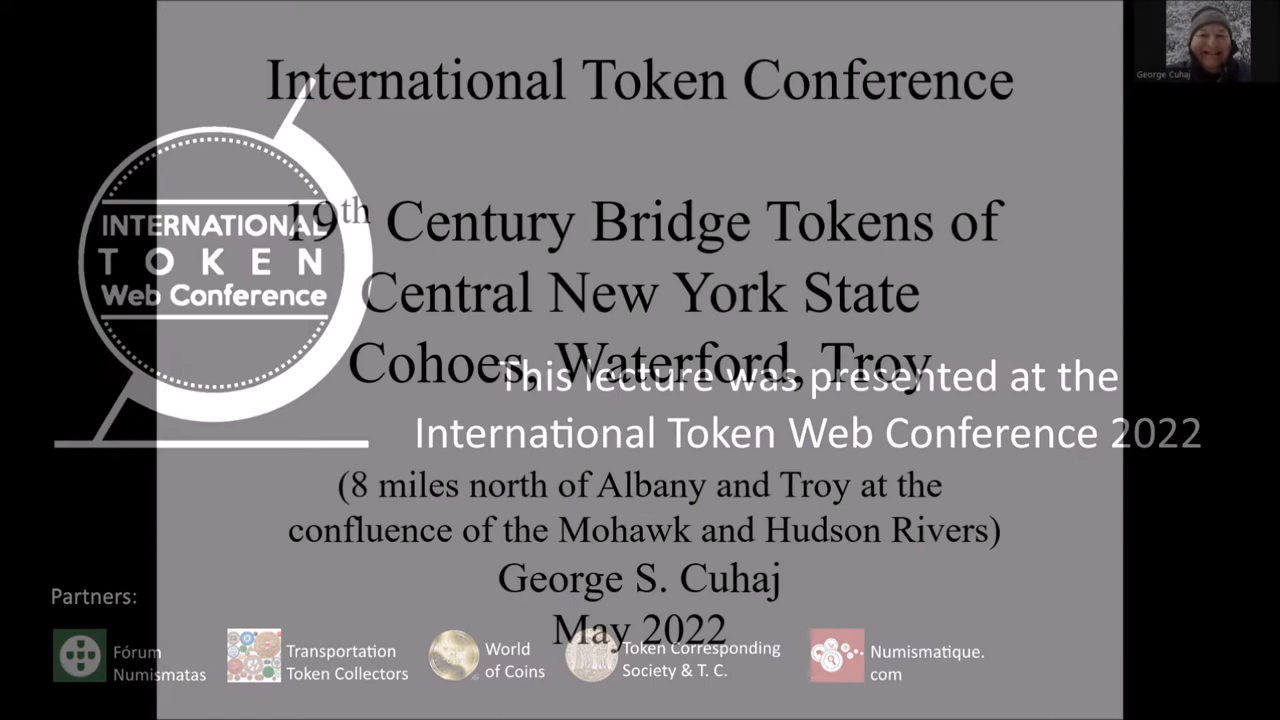 International Token Conference
George Cuhaj
INTERNATIONAL
TOKEN
Web Conference
19th Century Bridge Tokens of
Central New York State
Cohoes, Waterford, Troy
This lecture was presented at the
International Token Web Conference 2022
(8 miles north of Albany and Troy at the
confluence of the Mohawk and Hudson Rivers)
George S. Cuhaj
May 2022
Partners:
Fórum
Numismatas
Transportation
Token Collectors
World
of Coins
Token Corresponding
Society & T. C.
Numismatique.
com